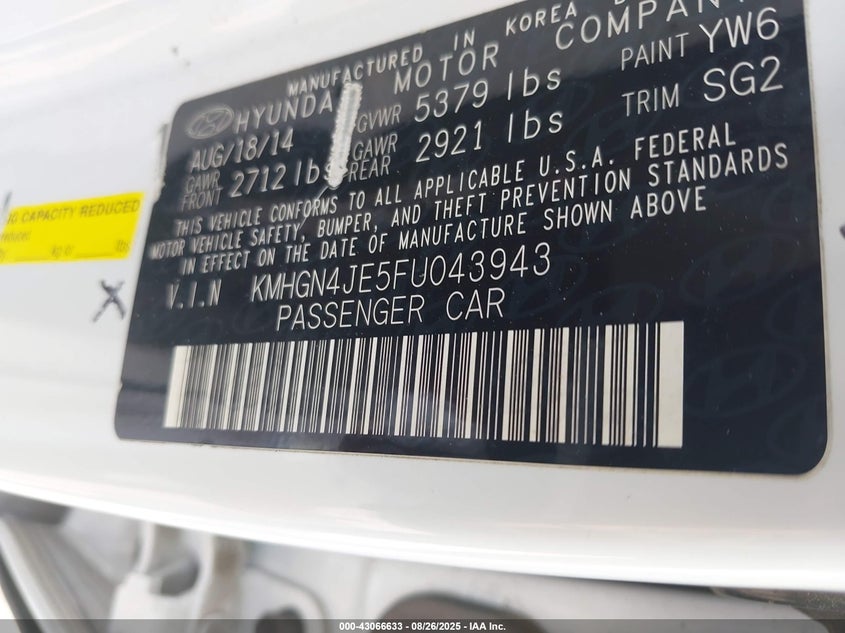 MANUFACTURED IN KOREA
HYUNDAI MOTOR COMPANY
AUG/18/14 GVWR 5379 lbs PAINT YW6
GAWR FRONT 2712 lbs GAWR REAR 2921 lbs TRIM SG2
THIS VEHICLE CONFORMS TO ALL APPLICABLE U.S.A. FEDERAL
MOTOR VEHICLE SAFETY, BUMPER, AND THEFT PREVENTION STANDARDS
IN EFFECT ON THE DATE OF MANUFACTURE SHOWN ABOVE
V.I.N KMHGN4JE5FU043943
PASSENGER CAR
CAPACITY REDUCED
kg or lbs
000-43066633 - 08/26/2025 - IAA Inc.